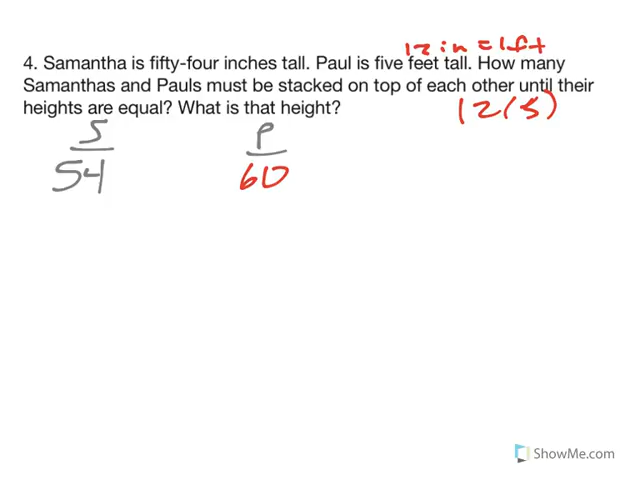 12 in = 1ft
4. Samantha is fifty-four inches tall. Paul is five feet tall. How many
Samanthas and Pauls must be stacked on top of each other until their
heights are equal? What is that height?
12(5)
S P
54 60
ShowMe.com